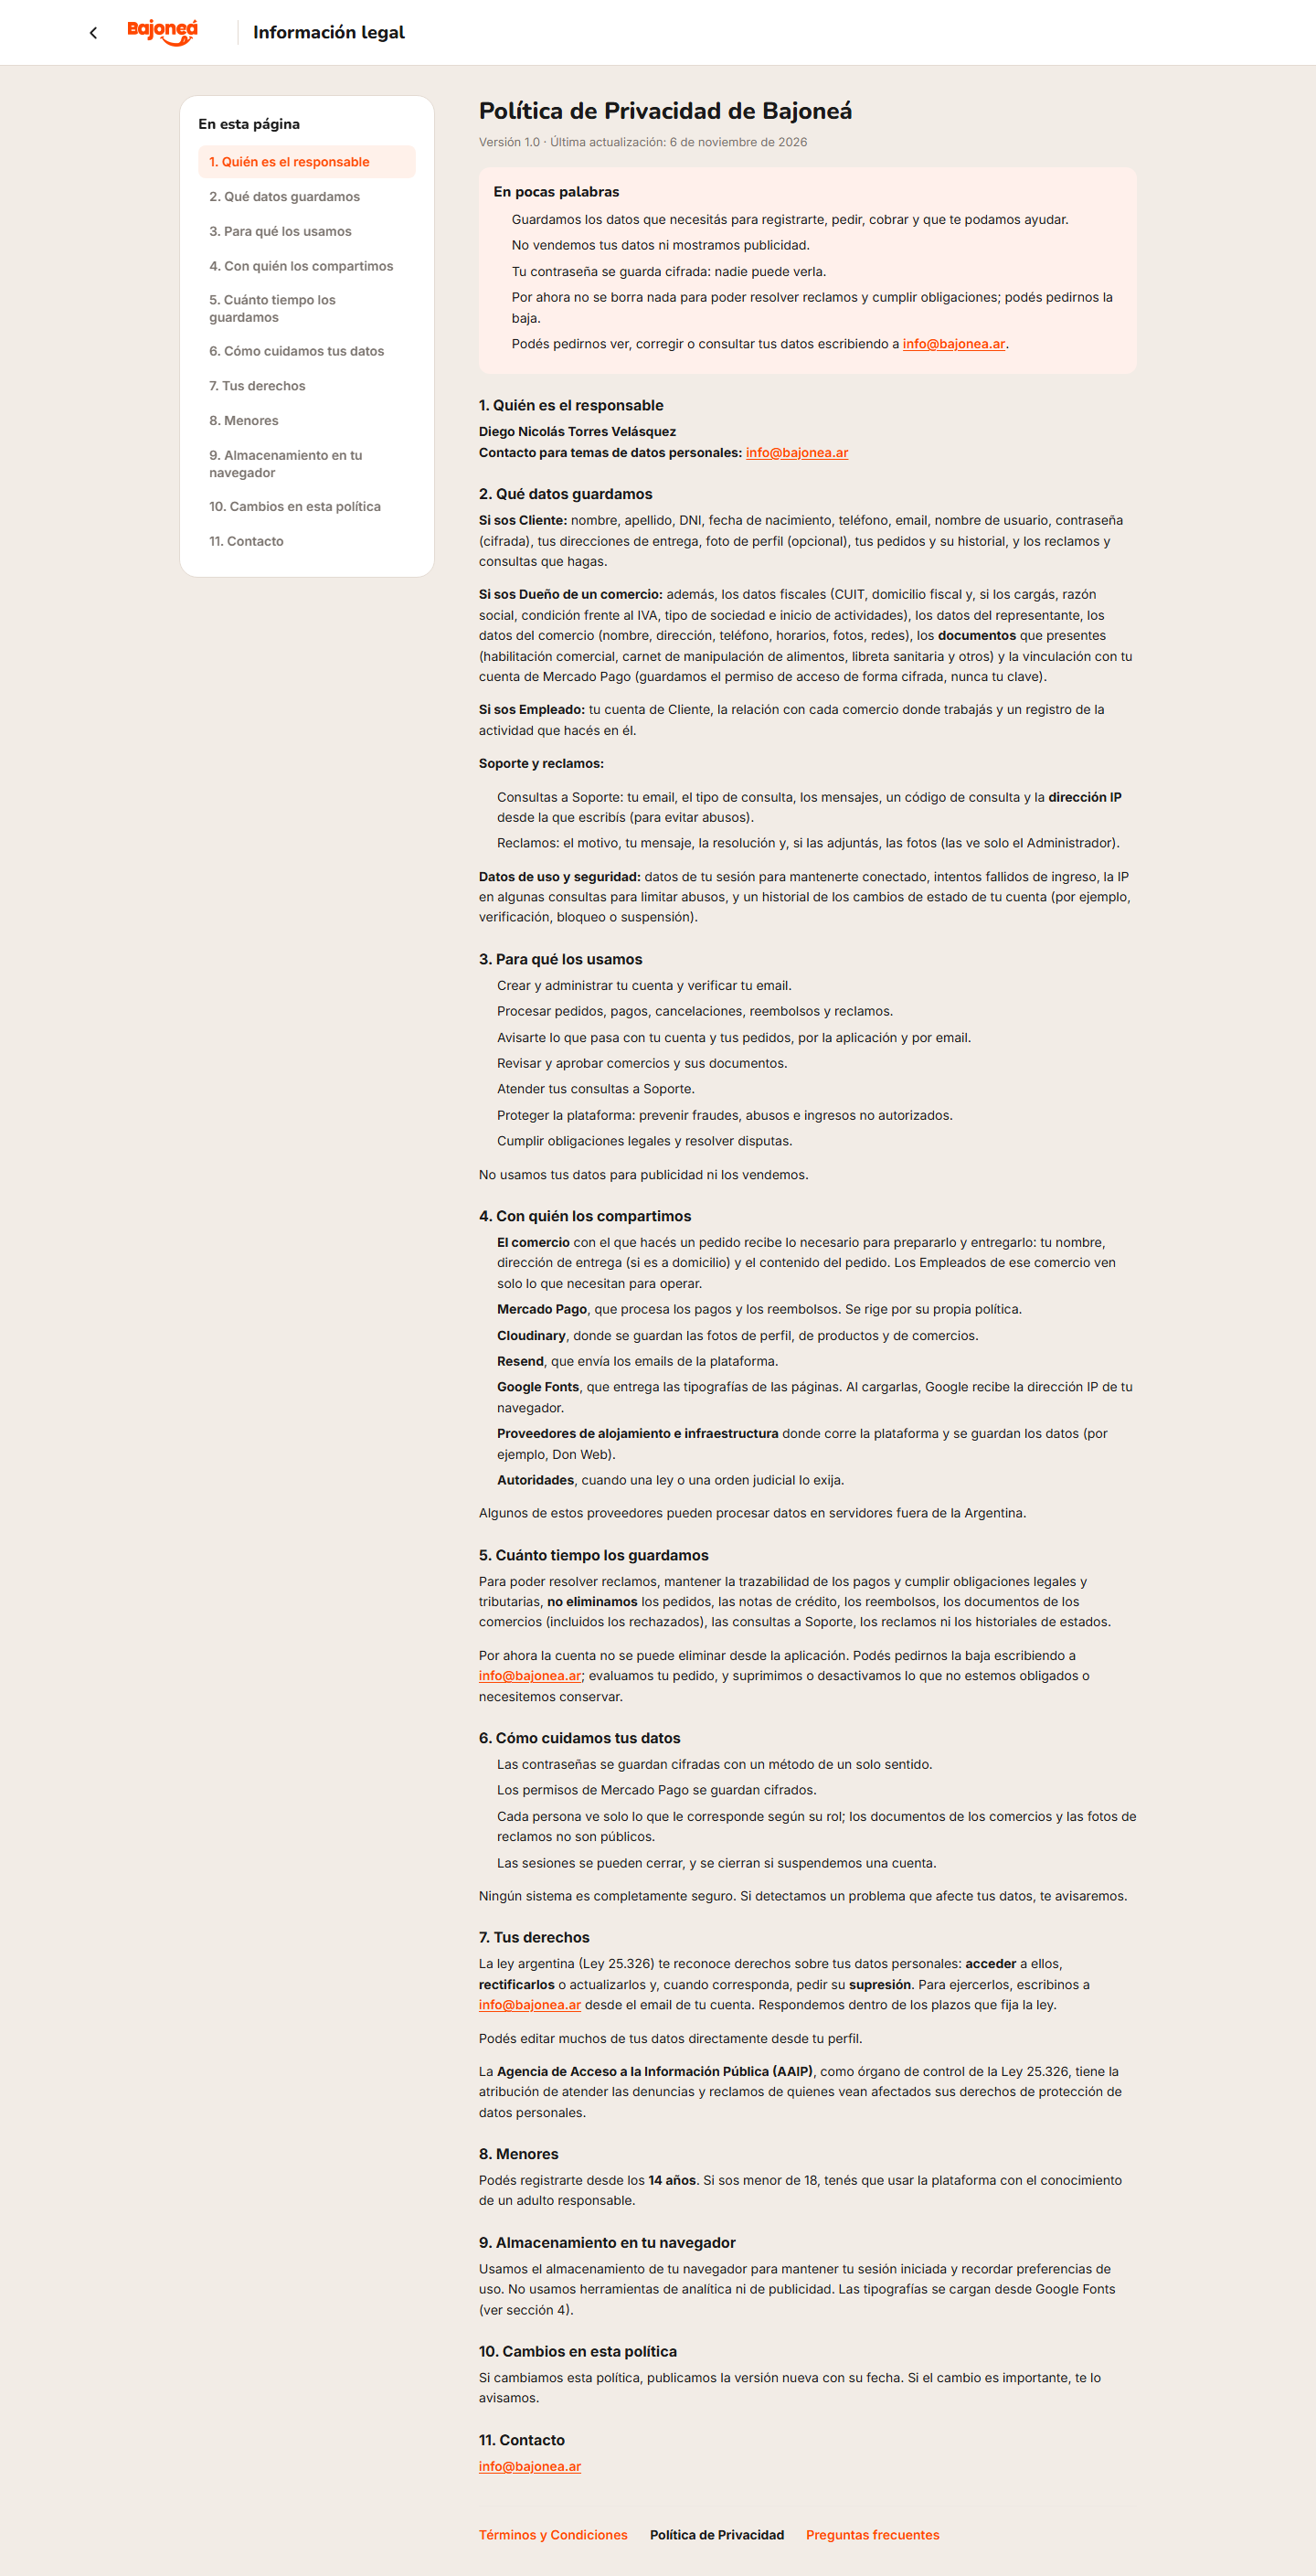 Bajoneá
Información legal
En esta página
1. Quién es el responsable
2. Qué datos guardamos
3. Para qué los usamos
4. Con quién los compartimos
5. Cuánto tiempo los
guardamos
6. Cómo cuidamos tus datos
7. Tus derechos
8. Menores
9. Almacenamiento en tu
navegador
10. Cambios en esta política
11. Contacto
Política de Privacidad de Bajoneá
Versión 1.0 · Última actualización: 6 de noviembre de 2026
En pocas palabras
Guardamos los datos que necesitás para registrarte, pedir, cobrar y que te podamos ayudar.
No vendemos tus datos ni mostramos publicidad.
Tu contraseña se guarda cifrada: nadie puede verla.
Por ahora no se borra nada para poder resolver reclamos y cumplir obligaciones; podés pedirnos la
baja.
Podés pedirnos ver, corregir o consultar tus datos escribiendo a info@bajonea.ar.
1. Quién es el responsable
Diego Nicolás Torres Velásquez
Contacto para temas de datos personales: info@bajonea.ar
2. Qué datos guardamos
Si sos Cliente: nombre, apellido, DNI, fecha de nacimiento, teléfono, email, nombre de usuario, contraseña
(cifrada), tus direcciones de entrega, foto de perfil (opcional), tus pedidos y su historial, y los reclamos y
consultas que hagas.
Si sos Dueño de un comercio: además, los datos fiscales (CUIT, domicilio fiscal y, si los cargás, razón
social, condición frente al IVA, tipo de sociedad e inicio de actividades), los datos del representante, los
datos del comercio (nombre, dirección, teléfono, horarios, fotos, redes), los documentos que presentes
(habilitación comercial, carnet de manipulación de alimentos, libreta sanitaria y otros) y la vinculación con tu
cuenta de Mercado Pago (guardamos el permiso de acceso de forma cifrada, nunca tu clave).
Si sos Empleado: tu cuenta de Cliente, la relación con cada comercio donde trabajás y un registro de la
actividad que hacés en él.
Soporte y reclamos:
Consultas a Soporte: tu email, el tipo de consulta, los mensajes, un código de consulta y la dirección IP
desde la que escribís (para evitar abusos).
Reclamos: el motivo, tu mensaje, la resolución y, si las adjuntás, las fotos (las ve solo el Administrador).
Datos de uso y seguridad: datos de tu sesión para mantenerte conectado, intentos fallidos de ingreso, la IP
en algunas consultas para limitar abusos, y un historial de los cambios de estado de tu cuenta (por ejemplo,
verificación, bloqueo o suspensión).
3. Para qué los usamos
Crear y administrar tu cuenta y verificar tu email.
Procesar pedidos, pagos, cancelaciones, reembolsos y reclamos.
Avisarte lo que pasa con tu cuenta y tus pedidos, por la aplicación y por email.
Revisar y aprobar comercios y sus documentos.
Atender tus consultas a Soporte.
Proteger la plataforma: prevenir fraudes, abusos e ingresos no autorizados.
Cumplir obligaciones legales y resolver disputas.
No usamos tus datos para publicidad ni los vendemos.
4. Con quién los compartimos
El comercio con el que hacés un pedido recibe lo necesario para prepararlo y entregarlo: tu nombre,
dirección de entrega (si es a domicilio) y el contenido del pedido. Los Empleados de ese comercio ven
solo lo que necesitan para operar.
Mercado Pago, que procesa los pagos y los reembolsos. Se rige por su propia política.
Cloudinary, donde se guardan las fotos de perfil, de productos y de comercios.
Resend, que envía los emails de la plataforma.
Google Fonts, que entrega las tipografías de las páginas. Al cargarlas, Google recibe la dirección IP de tu
navegador.
Proveedores de alojamiento e infraestructura donde corre la plataforma y se guardan los datos (por
ejemplo, Don Web).
Autoridades, cuando una ley o una orden judicial lo exija.
Algunos de estos proveedores pueden procesar datos en servidores fuera de la Argentina.
5. Cuánto tiempo los guardamos
Para poder resolver reclamos, mantener la trazabilidad de los pagos y cumplir obligaciones legales y
tributarias, no eliminamos los pedidos, las notas de crédito, los reembolsos, los documentos de los
comercios (incluidos los rechazados), las consultas a Soporte, los reclamos ni los historiales de estados.
Por ahora la cuenta no se puede eliminar desde la aplicación. Podés pedirnos la baja escribiendo a
info@bajonea.ar; evaluamos tu pedido, y suprimimos o desactivamos lo que no estemos obligados o
necesitemos conservar.
6. Cómo cuidamos tus datos
Las contraseñas se guardan cifradas con un método de un solo sentido.
Los permisos de Mercado Pago se guardan cifrados.
Cada persona ve solo lo que le corresponde según su rol; los documentos de los comercios y las fotos de
reclamos no son públicos.
Las sesiones se pueden cerrar, y se cierran si suspendemos una cuenta.
Ningún sistema es completamente seguro. Si detectamos un problema que afecte tus datos, te avisaremos.
7. Tus derechos
La ley argentina (Ley 25.326) te reconoce derechos sobre tus datos personales: acceder a ellos,
rectificarlos o actualizarlos y, cuando corresponda, pedir su supresión. Para ejercerlos, escribinos a
info@bajonea.ar desde el email de tu cuenta. Respondemos dentro de los plazos que fija la ley.
Podés editar muchos de tus datos directamente desde tu perfil.
La Agencia de Acceso a la Información Pública (AAIP), como órgano de control de la Ley 25.326, tiene la
atribución de atender las denuncias y reclamos de quienes vean afectados sus derechos de protección de
datos personales.
8. Menores
Podés registrarte desde los 14 años. Si sos menor de 18, tenés que usar la plataforma con el conocimiento
de un adulto responsable.
9. Almacenamiento en tu navegador
Usamos el almacenamiento de tu navegador para mantener tu sesión iniciada y recordar preferencias de
uso. No usamos herramientas de analítica ni de publicidad. Las tipografías se cargan desde Google Fonts
(ver sección 4).
10. Cambios en esta política
Si cambiamos esta política, publicamos la versión nueva con su fecha. Si el cambio es importante, te lo
avisamos.
11. Contacto
info@bajonea.ar
Términos y Condiciones
Política de Privacidad
Preguntas frecuentes